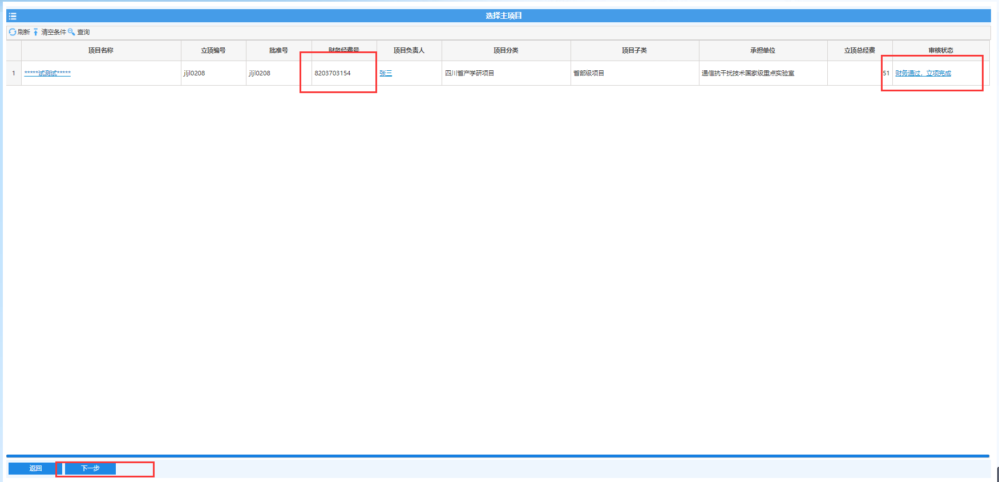 选择主项目
刷新 清空条件 查询
项目名称 立项编号 批准号 财务经费号 项目负责人 项目分类 项目子类 承担单位 立项总经费 审核状态
1 *****试测试***** jljl0208 jljl0208 8203703154 张三 四川省产学研项目 省部级项目 通信抗干扰技术国家级重点实验室 51 财务通过，立项完成
返回 下一步